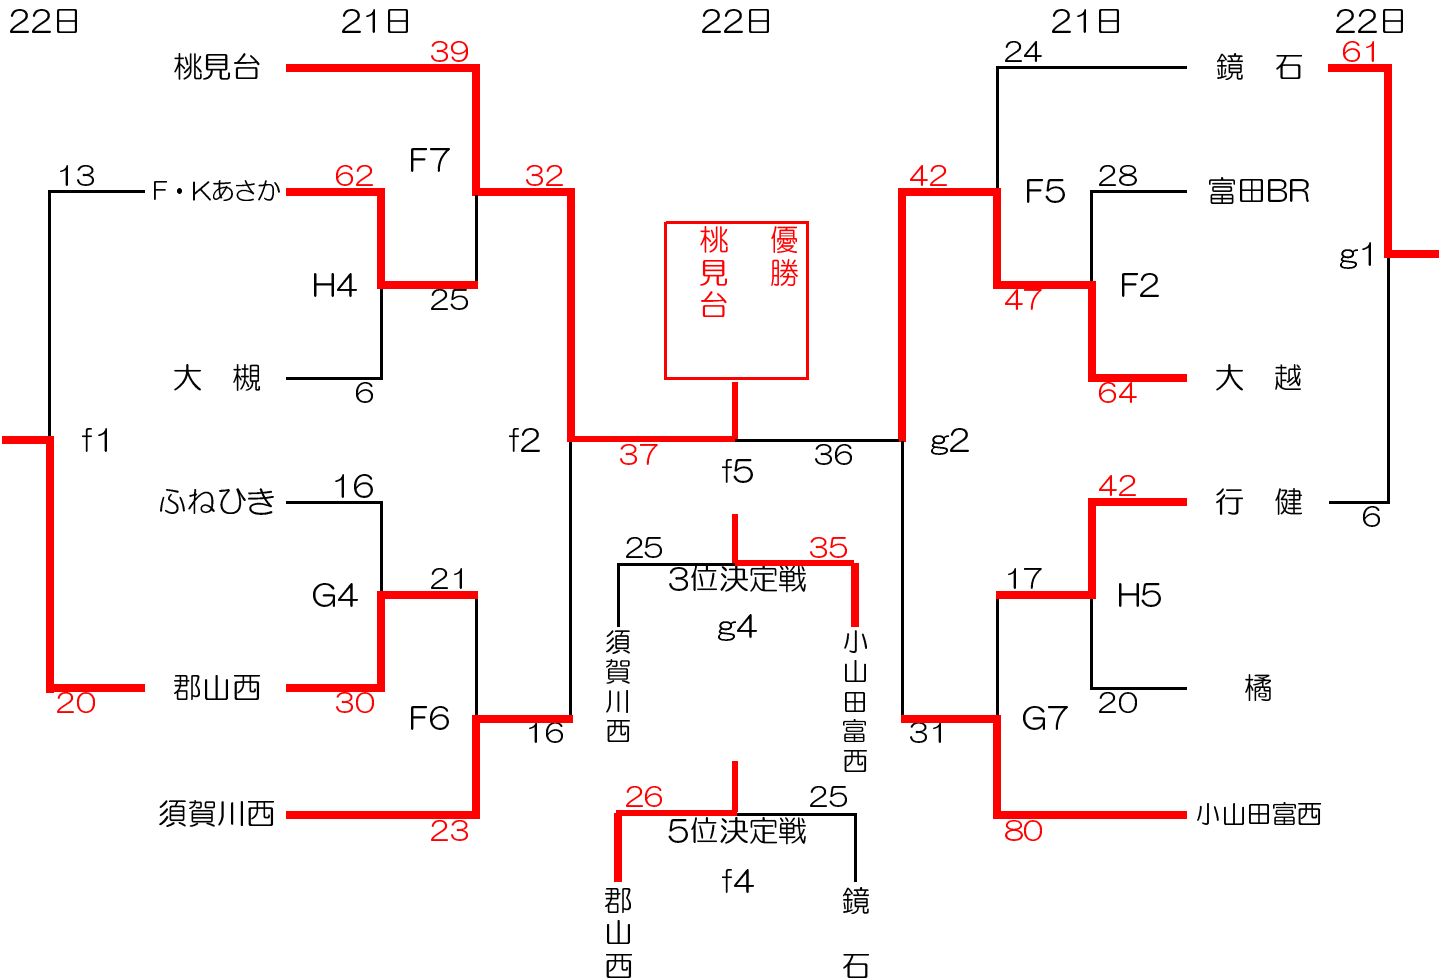 22日 21日 22日 21日 22日
39 24 61
桃見台 鏡 石
F7
13 62 32 42 F5 28
F・Kあさか 富田BR
優勝
桃見台
g1
H4 25 47 F2
大 槻 大 越
6 64
f1 f2 37 36 g2
f5
16 42
ふねひき 行 健
6
25 35
3位決定戦
21 17
G4 g4 H5
須賀川西 小山田富西
郡山西 橘
20 30 20
F6 G7
16 31
26 25
須賀川西 小山田富西
23 5位決定戦 80
f4
郡山西 鏡 石